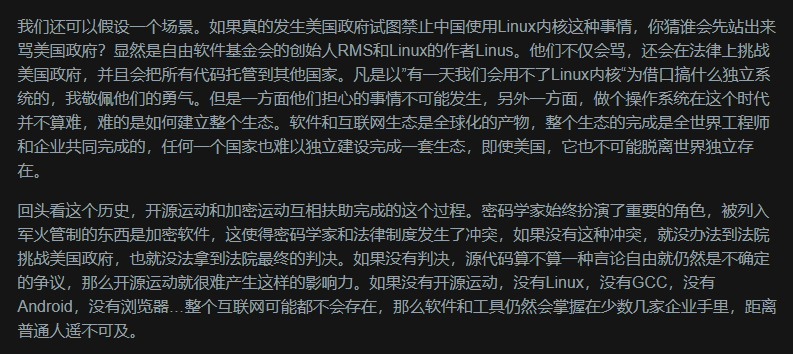 我们还可以假设一个场景。如果真的发生美国政府试图禁止中国使用Linux内核这种事情，你猜谁会先站出来
骂美国政府？显然是自由软件基金会的创始人RMS和Linux的作者Linus。他们不仅会骂，还会在法律上挑战
美国政府，并且会把所有代码托管到其他国家。凡是以”有一天我们会用不了Linux内核“为借口搞什么独立系
统的，我敬佩他们的勇气。但是一方面他们担心的事情不可能发生，另外一方面，做个操作系统在这个时代
并不算难，难的是如何建立整个生态。软件和互联网生态是全球化的产物，整个生态的完成是全世界工程师
和企业共同完成的，任何一个国家也难以独立建设完成一套生态，即使美国，它也不可能脱离世界独立存
在。
回头看这个历史，开源运动和加密运动互相扶助完成的这个过程。密码学家始终扮演了重要的角色，被列入
军火管制的东西是加密软件，这使得密码学家和法律制度发生了冲突，如果没有这种冲突，就没办法到法院
挑战美国政府，也就没法拿到法院最终的判决。如果没有判决，源代码算不算一种言论自由就仍然是不确定
的争议，那么开源运动就很难产生这样的影响力。如果没有开源运动，没有Linux，没有GCC，没有
Android，没有浏览器…整个互联网可能都不会存在，那么软件和工具仍然会掌握在少数几家企业手里，距离
普通人遥不可及。